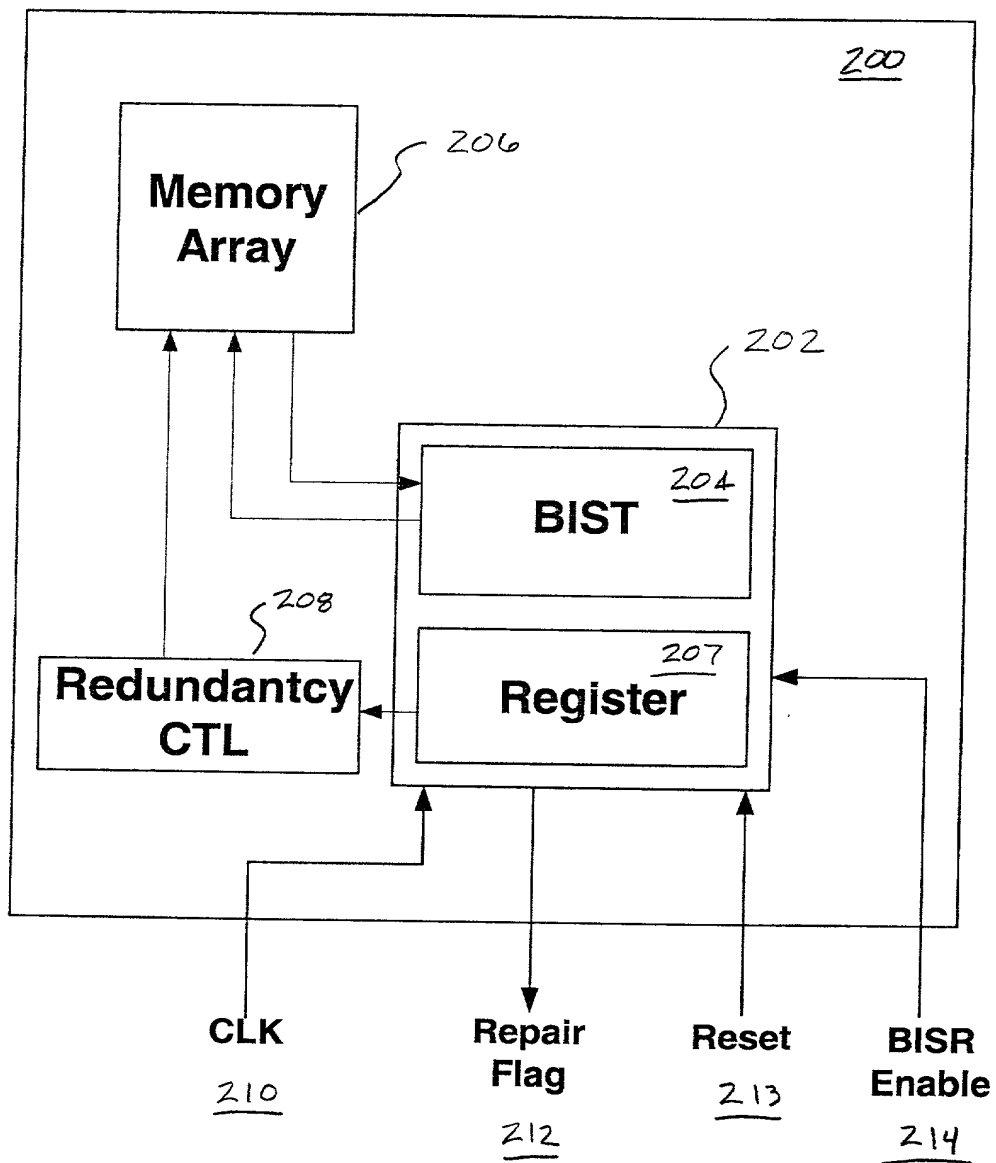 200
206
Memory
Array
202
204
BIST
208
207
Redundantcy
CTL
Register
CLK
210
Repair
Flag
212
Reset
213
BISR
Enable
214